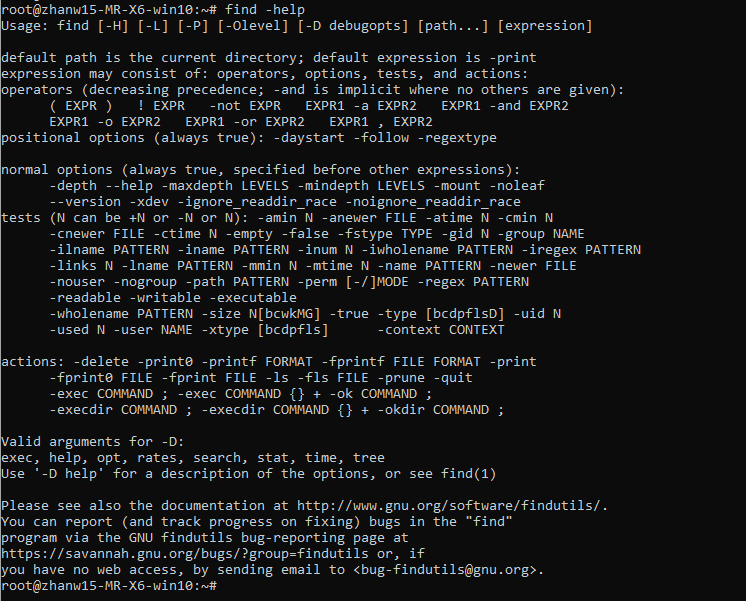 root@zhanw15-MR-X6-win10:~# find -help
Usage: find [-H] [-L] [-P] [-Olevel] [-D debugopts] [path...] [expression]
default path is the current directory; default expression is -print
expression may consist of: operators, options, tests, and actions:
operators (decreasing precedence; -and is implicit where no others are given):
      ( EXPR )   ! EXPR   -not EXPR   EXPR1 -a EXPR2   EXPR1 -and EXPR2
      EXPR1 -o EXPR2   EXPR1 -or EXPR2   EXPR1 , EXPR2
positional options (always true): -daystart -follow -regextype
normal options (always true, specified before other expressions):
      -depth --help -maxdepth LEVELS -mindepth LEVELS -mount -noleaf
      --version -xdev -ignore_readdir_race -noignore_readdir_race
tests (N can be +N or -N or N): -amin N -anewer FILE -atime N -cmin N
      -cnewer FILE -ctime N -empty -false -fstype TYPE -gid N -group NAME
      -ilname PATTERN -iname PATTERN -inum N -iwholename PATTERN -iregex PATTERN
      -links N -lname PATTERN -mmin N -mtime N -name PATTERN -newer FILE
      -nouser -nogroup -path PATTERN -perm [-/]MODE -regex PATTERN
      -readable -writable -executable
      -wholename PATTERN -size N[bcwkMG] -true -type [bcdpflsD] -uid N
      -used N -user NAME -xtype [bcdpfls]      -context CONTEXT
actions: -delete -print0 -printf FORMAT -fprintf FILE FORMAT -print
      -fprint0 FILE -fprint FILE -ls -fls FILE -prune -quit
      -exec COMMAND ; -exec COMMAND {} + -ok COMMAND ;
      -execdir COMMAND ; -execdir COMMAND {} + -okdir COMMAND ;
Valid arguments for -D:
exec, help, opt, rates, search, stat, time, tree
Use '-D help' for a description of the options, or see find(1)
Please see also the documentation at http://www.gnu.org/software/findutils/.
You can report (and track progress on fixing) bugs in the "find"
program via the GNU findutils bug-reporting page at
https://savannah.gnu.org/bugs/?group=findutils or, if
you have no web access, by sending email to <bug-findutils@gnu.org>.
root@zhanw15-MR-X6-win10:~#